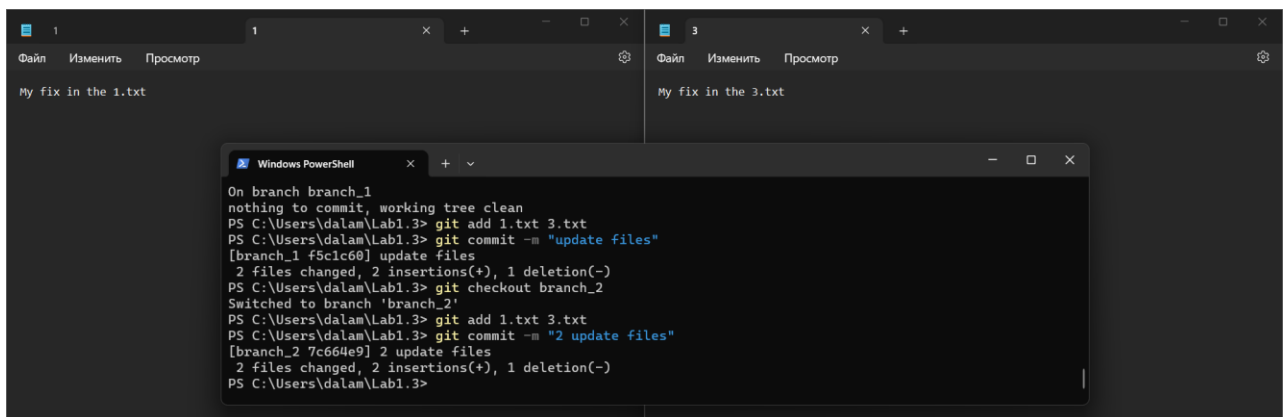 1
1
Файл Изменить Просмотр
My fix in the 1.txt
3
Файл Изменить Просмотр
My fix in the 3.txt
Windows PowerShell
On branch branch_1
nothing to commit, working tree clean
PS C:\Users\dalam\Lab1.3> git add 1.txt 3.txt
PS C:\Users\dalam\Lab1.3> git commit -m "update files"
[branch_1 f5c1c60] update files
 2 files changed, 2 insertions(+), 1 deletion(-)
PS C:\Users\dalam\Lab1.3> git checkout branch_2
Switched to branch 'branch_2'
PS C:\Users\dalam\Lab1.3> git add 1.txt 3.txt
PS C:\Users\dalam\Lab1.3> git commit -m "2 update files"
[branch_2 7c664e9] 2 update files
 2 files changed, 2 insertions(+), 1 deletion(-)
PS C:\Users\dalam\Lab1.3>